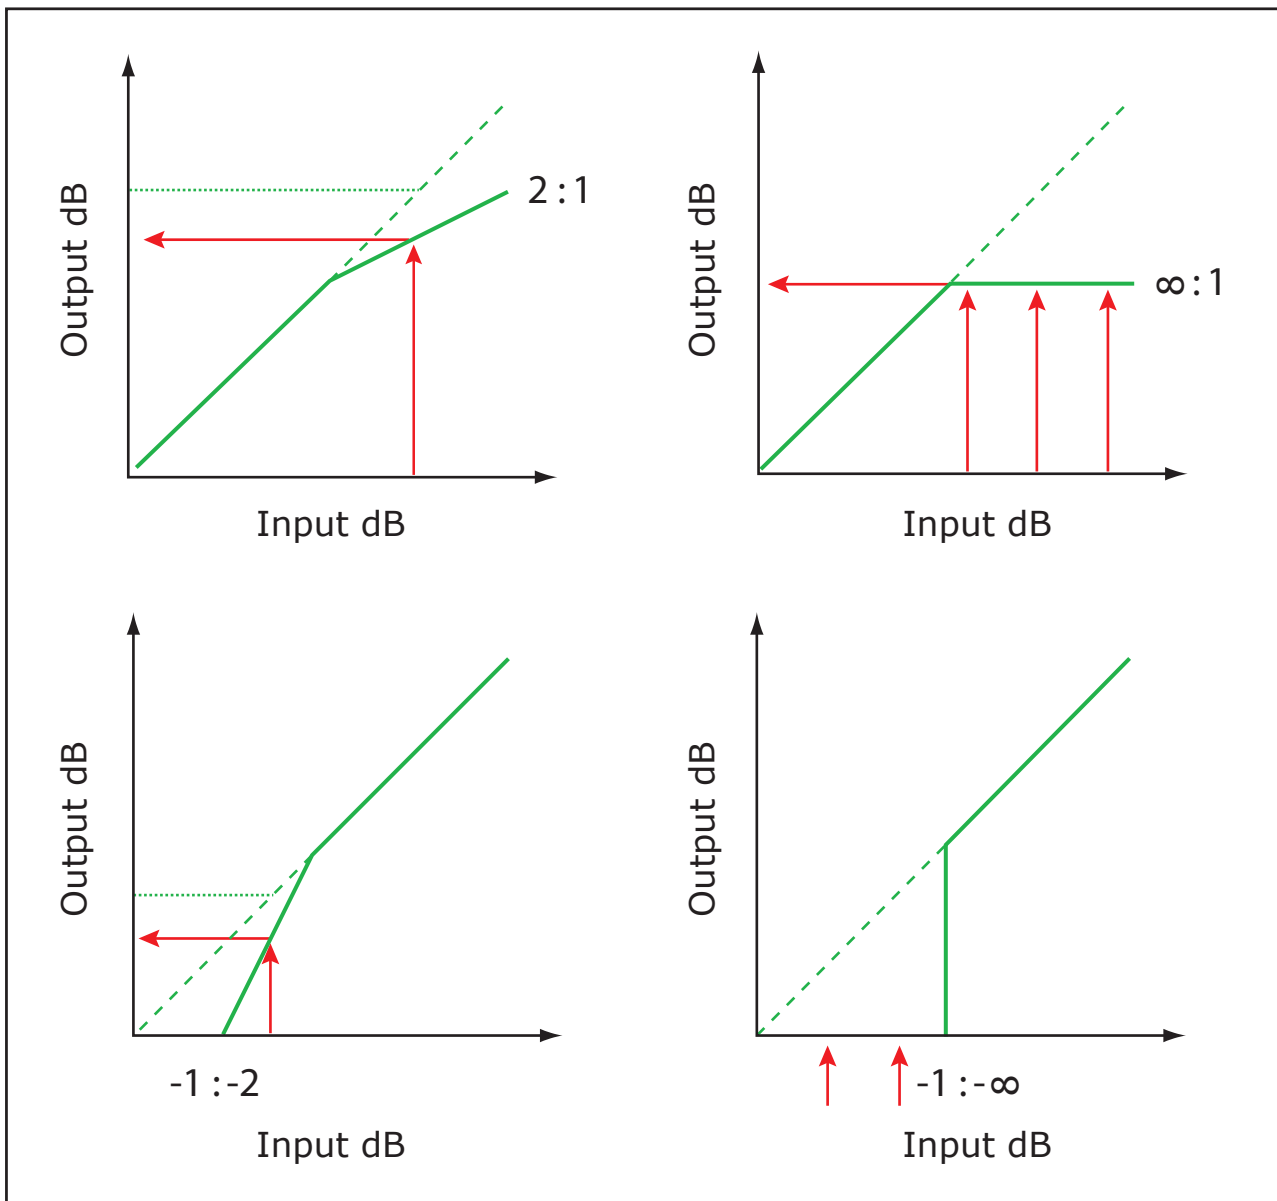 Output dB
2 : 1
Input dB
Output dB
∞ : 1
Input dB
Output dB
-1 : -2
Input dB
Output dB
-1 : -∞
Input dB